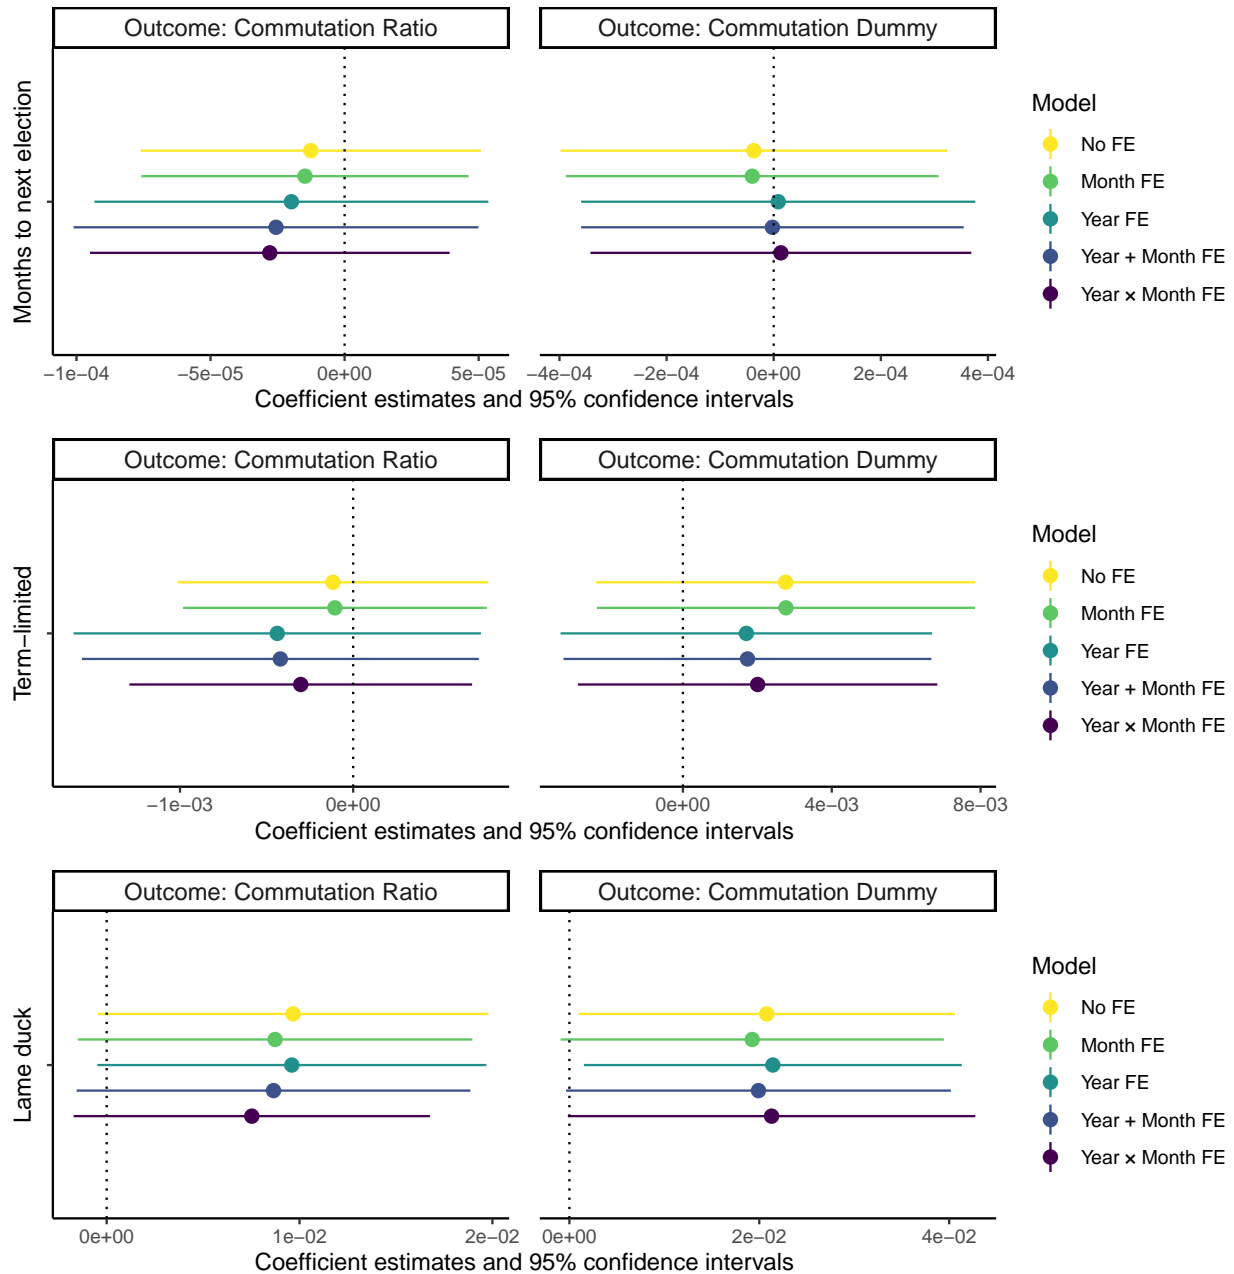 Outcome: Commutation Ratio
Outcome: Commutation Dummy
Months to next election
−1e−04
−5e−05
0e+00
5e−05
−4e−04
−2e−04
0e+00
2e−04
4e−04
Coefficient estimates and 95% confidence intervals
Model
No FE
Month FE
Year FE
Year + Month FE
Year × Month FE
Outcome: Commutation Ratio
Outcome: Commutation Dummy
Term−limited
−1e−03
0e+00
0e+00
4e−03
8e−03
Coefficient estimates and 95% confidence intervals
Model
No FE
Month FE
Year FE
Year + Month FE
Year × Month FE
Outcome: Commutation Ratio
Outcome: Commutation Dummy
Lame duck
0e+00
1e−02
2e−02
0e+00
2e−02
4e−02
Coefficient estimates and 95% confidence intervals
Model
No FE
Month FE
Year FE
Year + Month FE
Year × Month FE